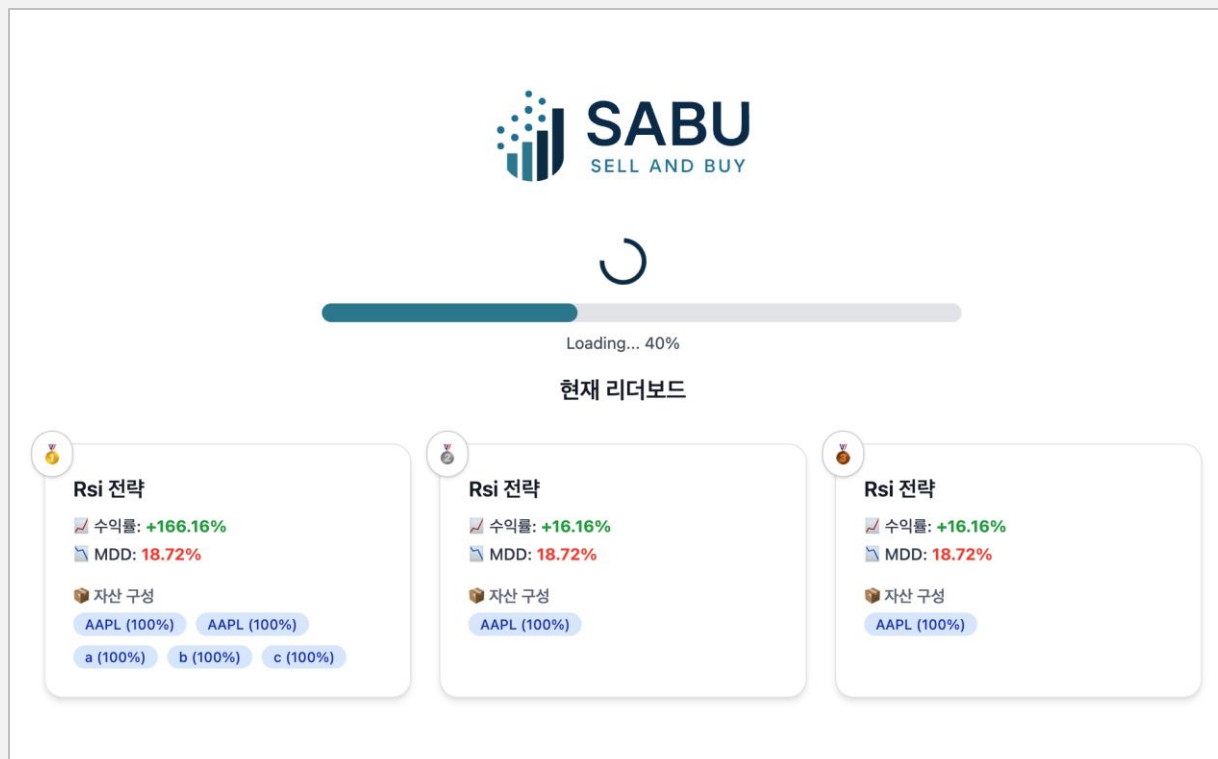 SABU
SELL AND BUY
Loading... 40%
현재 리더보드
1
Rsi 전략
📈 수익률: +166.16%
📉 MDD: 18.72%
📦 자산 구성
AAPL (100%) AAPL (100%)
a (100%) b (100%) c (100%)
2
Rsi 전략
📈 수익률: +16.16%
📉 MDD: 18.72%
📦 자산 구성
AAPL (100%)
3
Rsi 전략
📈 수익률: +16.16%
📉 MDD: 18.72%
📦 자산 구성
AAPL (100%)